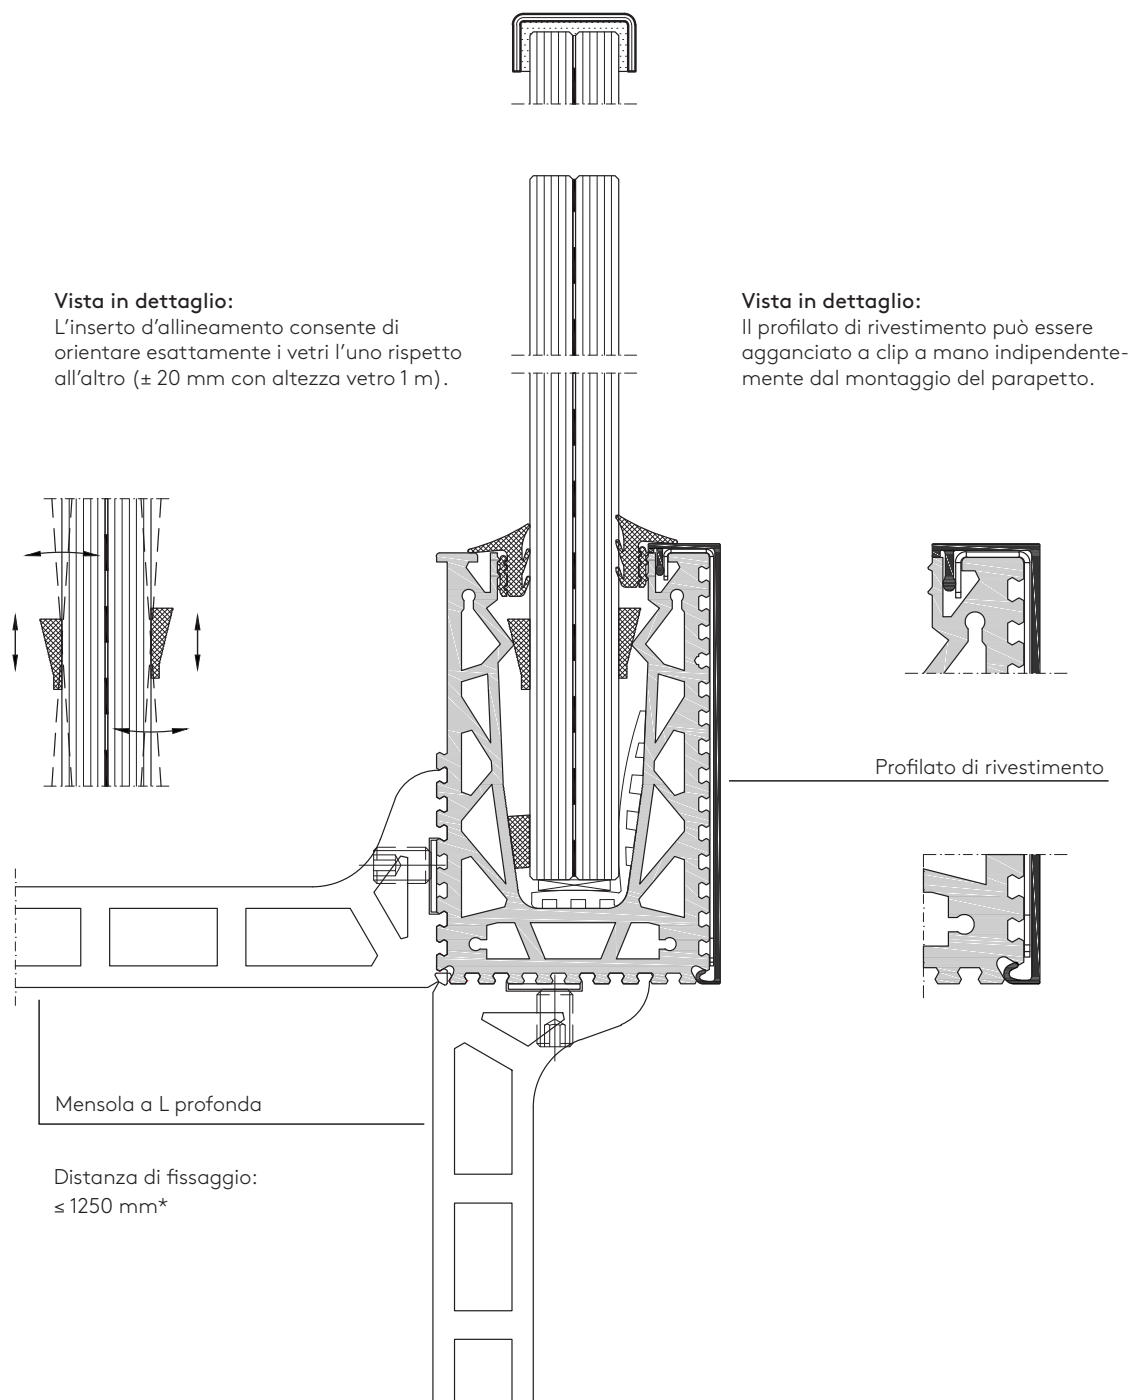 Vista in dettaglio:
L'inserto d'allineamento consente di
orientare esattamente i vetri l'uno rispetto
all'altro (± 20 mm con altezza vetro 1 m).
Vista in dettaglio:
Il profilato di rivestimento può essere
agganciato a clip a mano indipendente-
mente dal montaggio del parapetto.
Profilato di rivestimento
Mensola a L profonda
Distanza di fissaggio:
≤ 1250 mm*